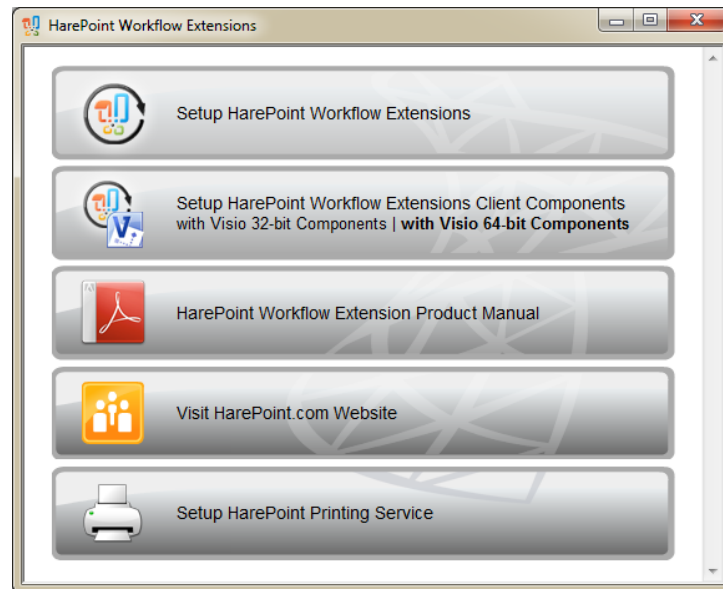 HarePoint Workflow Extensions
Setup HarePoint Workflow Extensions
Setup HarePoint Workflow Extensions Client Components
with Visio 32-bit Components | with Visio 64-bit Components
HarePoint Workflow Extension Product Manual
Visit HarePoint.com Website
Setup HarePoint Printing Service